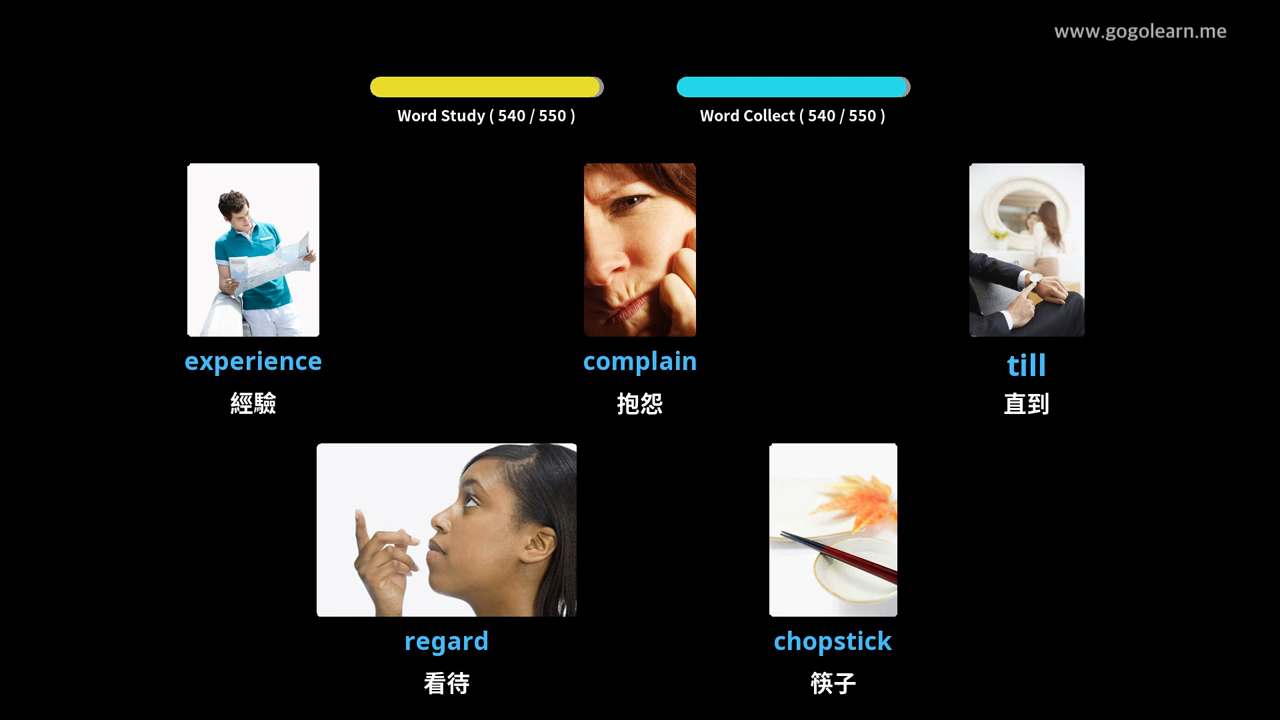 www.gogolearn.me
Word Study ( 540 / 550 )
Word Collect ( 540 / 550 )
experience
經驗
complain
抱怨
till
直到
regard
看待
chopstick
筷子